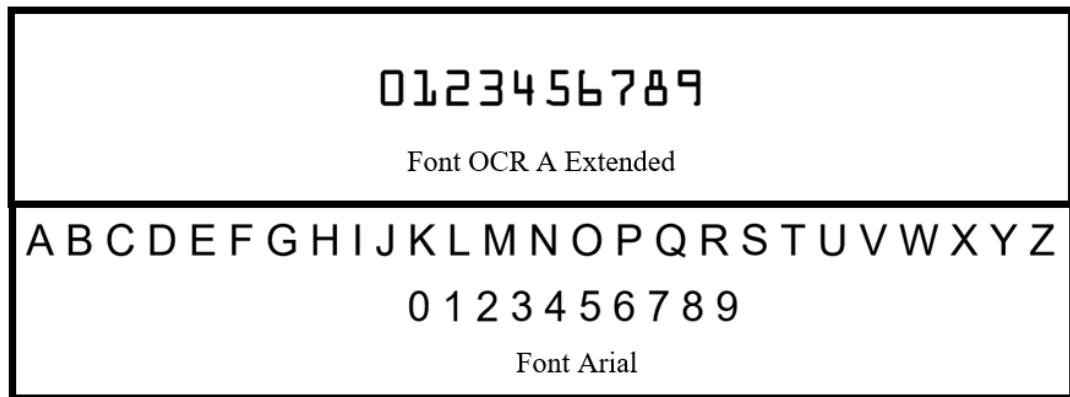 0123456789
Font OCR A Extended
A B C D E F G H I J K L M N O P Q R S T U V W X Y Z
0 1 2 3 4 5 6 7 8 9
Font Arial